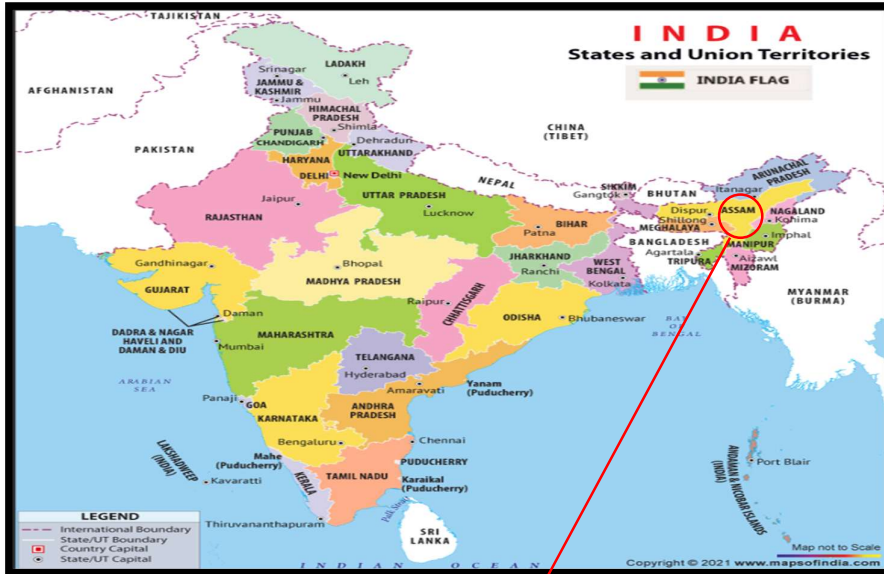 INDIA
States and Union Territories
INDIA FLAG
TAJIKISTAN
AFGHANISTAN
PAKISTAN
CHINA
(TIBET)
LADAKH
Leh
Srinagar
JAMMU &
KASHMIR
Jammu
HIMACHAL
PRADESH
Shimla
PUNJAB
CHANDIGARH
Dehradun
UTTARAKHAND
HARYANA
DELHI
New Delhi
NEPAL
UTTAR PRADESH
Lucknow
RAJASTHAN
Jaipur
SIKKIM
Gangtok
BHUTAN
ARUNACHAL
PRADESH
Itanagar
Dispur
ASSAM
NAGALAND
Shillong
Kohima
MEGHALAYA
Imphal
MANIPUR
BANGLADESH
Agartala
TRIPURA
Aizawl
MIZORAM
MYANMAR
(BURMA)
BIHAR
Patna
JHARKHAND
Ranchi
WEST
BENGAL
Kolkata
Gandhinagar
GUJARAT
Bhopal
MADHYA PRADESH
Raipur
CHHATTISGARH
ODISHA
Bhubaneswar
BAY
OF
BENGAL
Daman
DADRA & NAGAR
HAVELI AND
DAMAN & DIU
Mumbai
MAHARASHTRA
TELANGANA
Hyderabad
Amaravati
Yanam
(Puducherry)
ARABIAN
SEA
Panaji
GOA
KARNATAKA
ANDHRA
PRADESH
Bengaluru
Chennai
Mahe
(Puducherry)
PUDUCHERRY
TAMIL NADU
Karaikal
(Puducherry)
KERALA
LAKSHADWEEP
(INDIA)
Kavaratti
Thiruvananthapuram
Palk Strait
SRI
LANKA
ANDAMAN & NICOBAR ISLANDS
(INDIA)
Port Blair
INDIAN OCEAN
LEGEND
International Boundary
State/UT Boundary
Country Capital
State/UT Capital
Map not to Scale
Copyright © 2021 www.mapsofindia.com